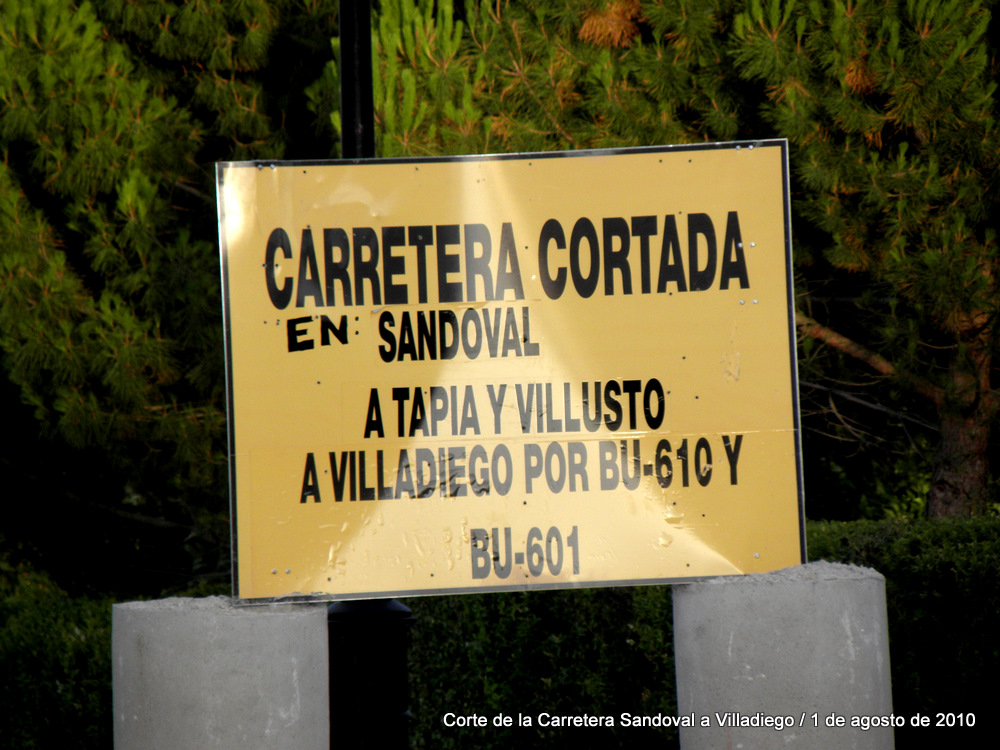 CARRETERA CORTADA
EN: SANDOVAL
A TAPIA Y VILLUSTO
A VILLADIEGO POR BU-610 Y
BU-601
Corte de la Carretera Sandoval a Villadiego / 1 de agosto de 2010